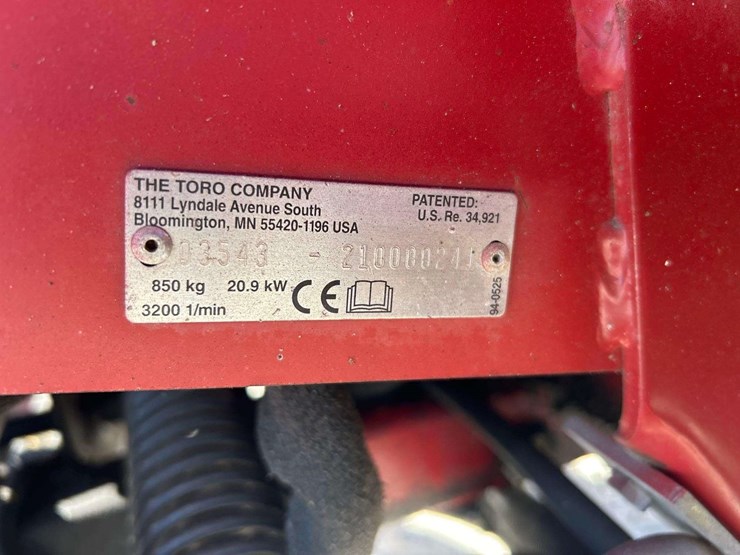 THE TORO COMPANY
8111 Lyndale Avenue South
Bloomington, MN 55420-1196 USA
PATENTED:
U.S. Re. 34,921
03543 -
850 kg 20.9 kW CE
3200 1/min
94-0525